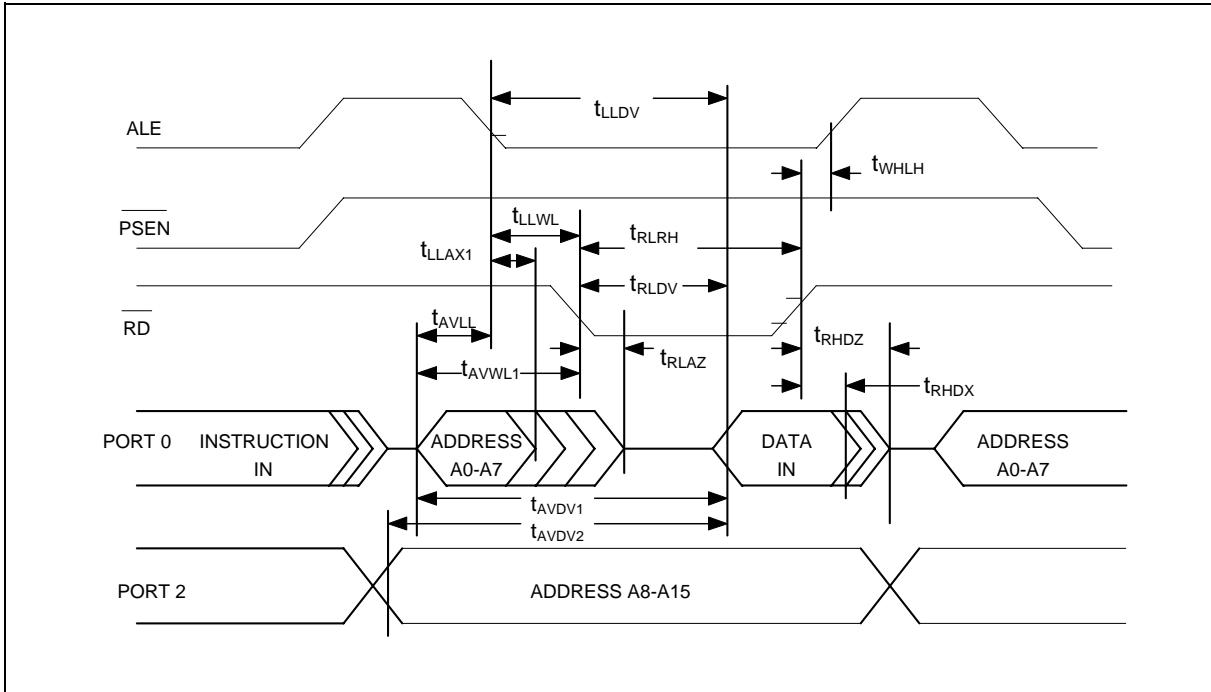 tLLDV
ALE
tWHLH
PSEN
tLLWL
tRLRH
tLLAX1
tRLDV
RD
tAVLL
tRHDZ
tRLAZ
tAVWL1
tRHDX
PORT 0
INSTRUCTION
IN
ADDRESS
A0-A7
DATA
IN
ADDRESS
A0-A7
tAVDV1
tAVDV2
PORT 2
ADDRESS A8-A15